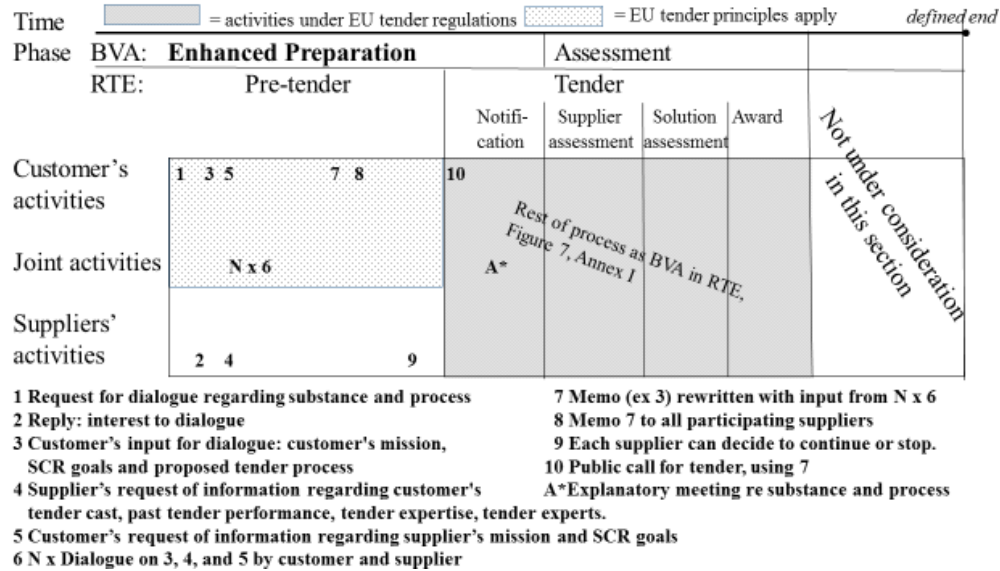 Time = activities under EU tender regulations = EU tender principles apply defined end
Phase BVA: Enhanced Preparation Assessment
RTE: Pre-tender Tender
Notifi- Supplier Solution Award
cation assessment assessment
Not under consideration
in this section
Customer's 1 3 5 7 8 10
activities
Rest of process as BVA in RTE,
Figure 7, Annex I
Joint activities N x 6 A*
Suppliers'
activities 2 4 9
1 Request for dialogue regarding substance and process
2 Reply: interest to dialogue
3 Customer's input for dialogue: customer's mission,
SCR goals and proposed tender process
4 Supplier's request of information regarding customer's
tender cast, past tender performance, tender expertise, tender experts.
5 Customer's request of information regarding supplier's mission and SCR goals
6 N x Dialogue on 3, 4, and 5 by customer and supplier
7 Memo (ex 3) rewritten with input from N x 6
8 Memo 7 to all participating suppliers
9 Each supplier can decide to continue or stop.
10 Public call for tender, using 7
A*Explanatory meeting re substance and process